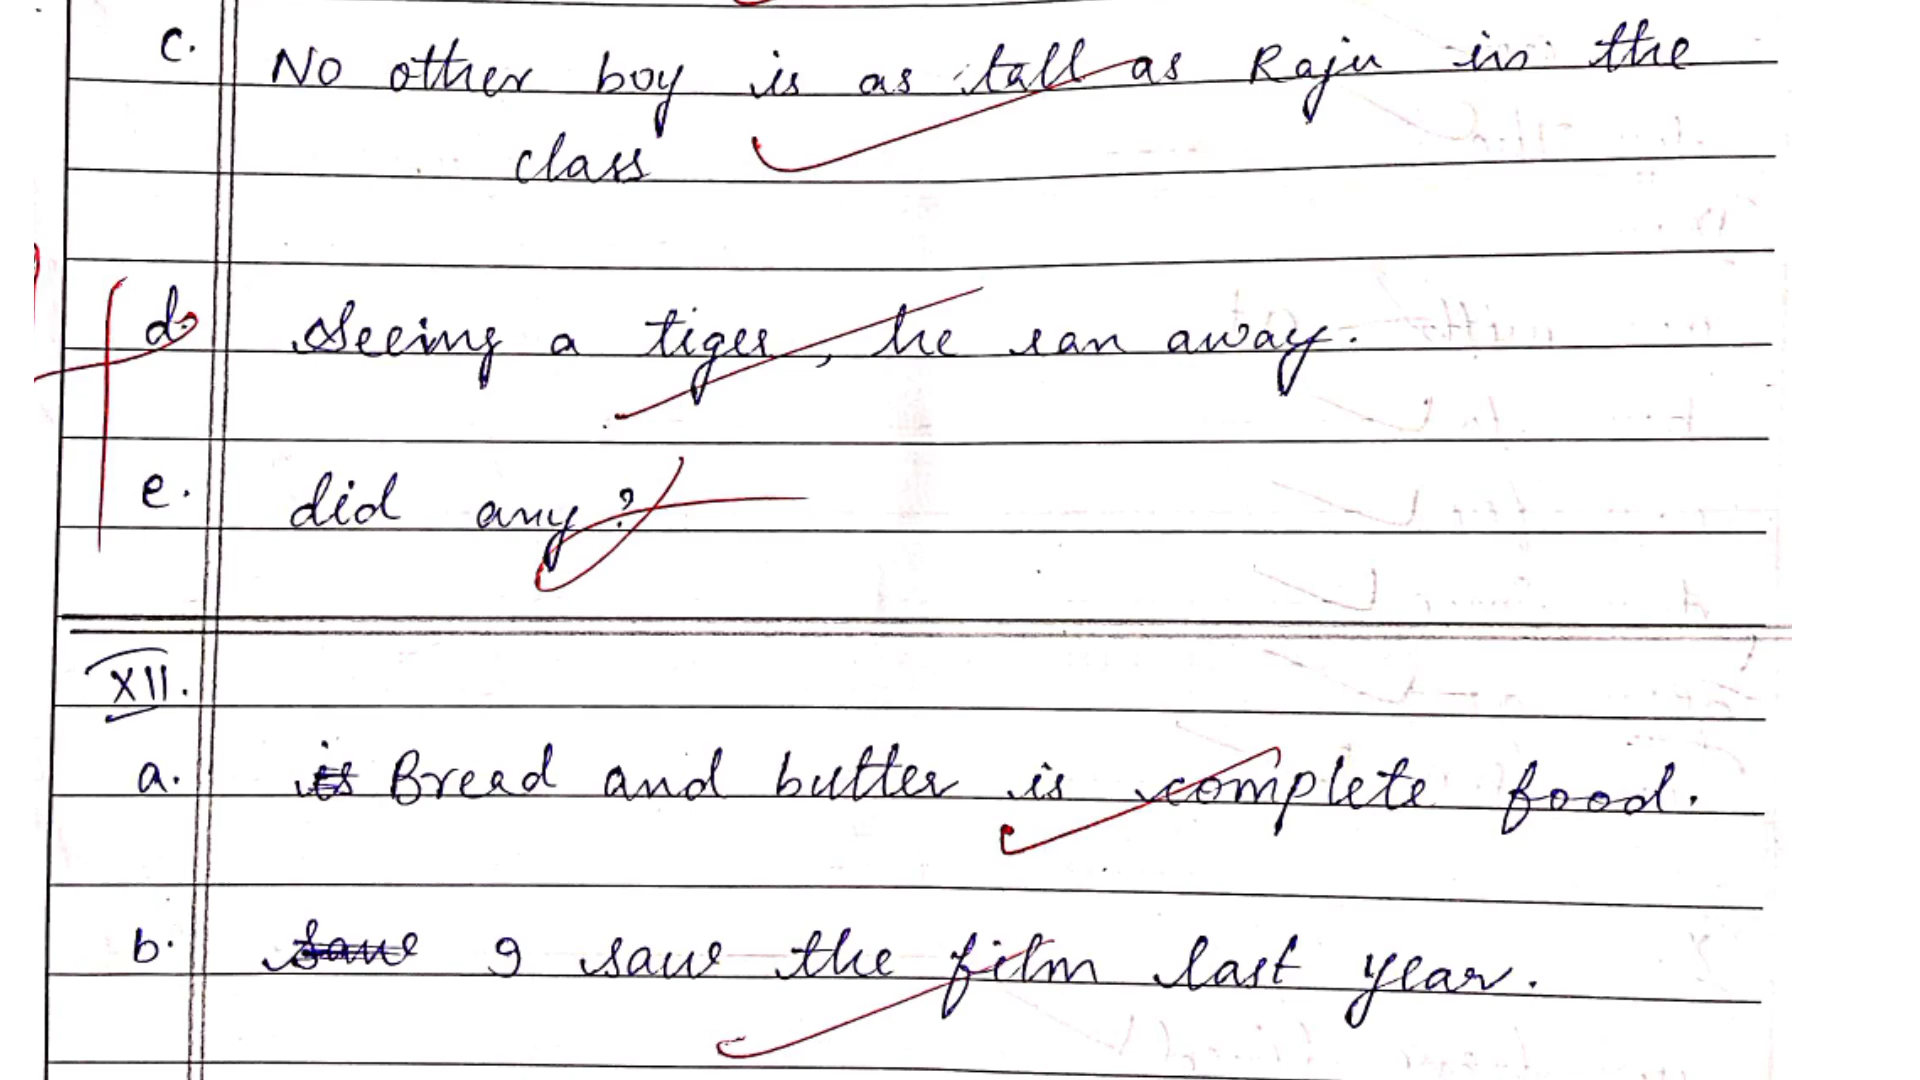 c. No other boy is as tall as Raju in the
class
d. Seeing a tiger, he ran away.
e. did any?
XII.
a. is Bread and butter is complete food.
b. saw I saw the film last year.